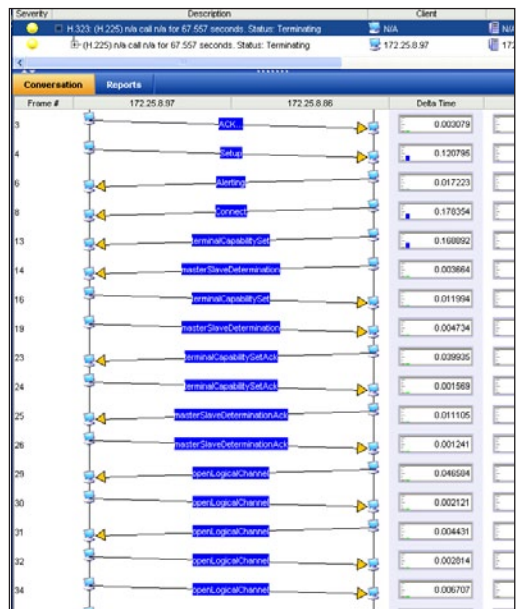 Severity Description Client
H.323: (H.225) n/a call n/a for 67.557 seconds. Status: Terminating N/A N/A
(H.225) n/a call n/a for 67.557 seconds. Status: Terminating 172.25.8.97 172
Conversation Reports
Frame # 172.25.8.97 172.25.8.86 Delta Time
3 ACK... 0.003079
4 Setup 0.120795
6 Alerting 0.017223
8 Connect 0.178354
13 terminalCapabilitySet 0.168092
14 masterSlaveDetermination 0.003664
16 terminalCapabilitySet 0.011994
19 masterSlaveDetermination 0.004734
23 terminalCapabilitySetAck 0.039935
24 terminalCapabilitySetAck 0.001569
25 masterSlaveDeterminationAck 0.011105
26 masterSlaveDeterminationAck 0.001241
29 openLogicalChannel 0.046584
30 openLogicalChannel 0.002121
31 openLogicalChannel 0.004431
32 openLogicalChannel 0.002814
34 openLogicalChannel 0.006707